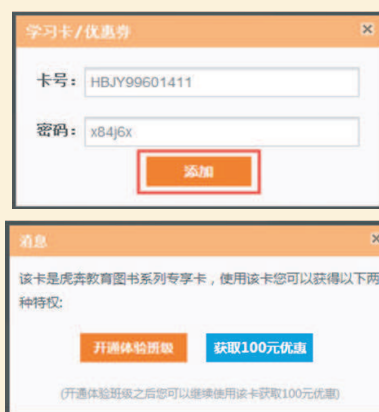 学习卡/优惠券
卡号：HBJY99601411
密码：x84j6x
添加
消息
该卡是虎奔教育图书系列专享卡，使用该卡您可以获得以下两
种特权:
开通体验班级 获取100元优惠
(开通体验班级之后您可以继续使用该卡获取100元优惠)